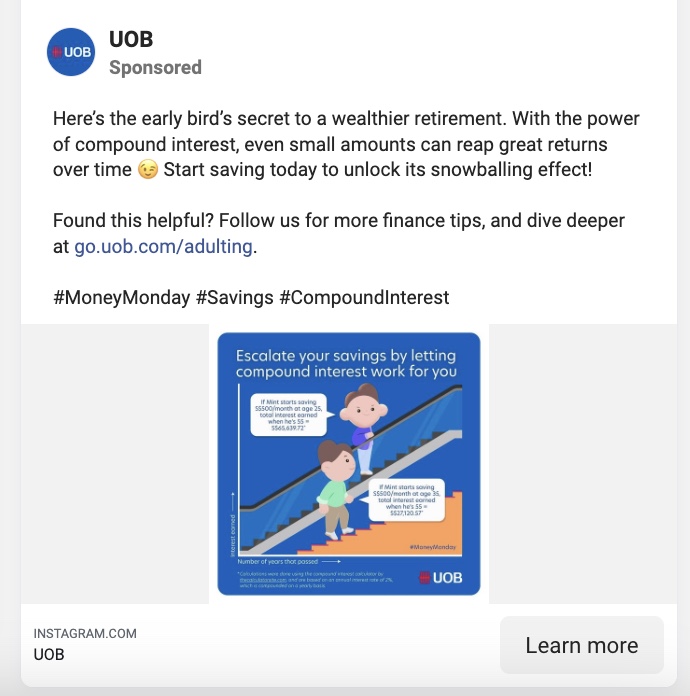 UOB
UOB
Sponsored
Here’s the early bird’s secret to a wealthier retirement. With the power
of compound interest, even small amounts can reap great returns
over time 😉 Start saving today to unlock its snowballing effect!
Found this helpful? Follow us for more finance tips, and dive deeper
at go.uob.com/adulting.
#MoneyMonday #Savings #CompoundInterest
Escalate your savings by letting
compound interest work for you
If Mint starts saving
S$500/month at age 25,
total interest earned
when he's 55 =
S$65,639.72*
If Mint starts saving
S$500/month at age 35,
total interest earned
when he's 55 =
S$27,120.57*
#MoneyMonday
Interest earned
Number of years that passed
*Calculations were done using the compound interest calculator by
and are based on an annual interest rate of 2%,
which is compounded on a yearly basis
UOB
INSTAGRAM.COM
UOB
Learn more